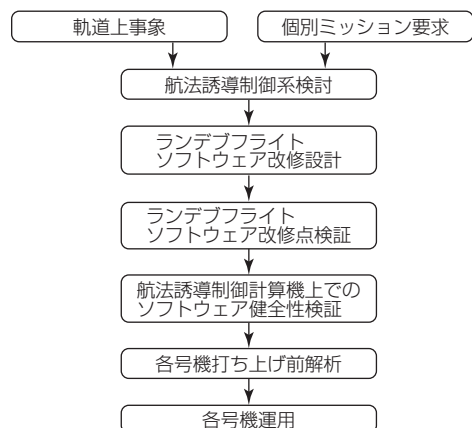 軌道上事象
個別ミッション要求
航法誘導制御系検討
ランデブフライト
ソフトウェア改修設計
ランデブフライト
ソフトウェア改修点検証
航法誘導制御計算機上での
ソフトウェア健全性検証
各号機打ち上げ前解析
各号機運用